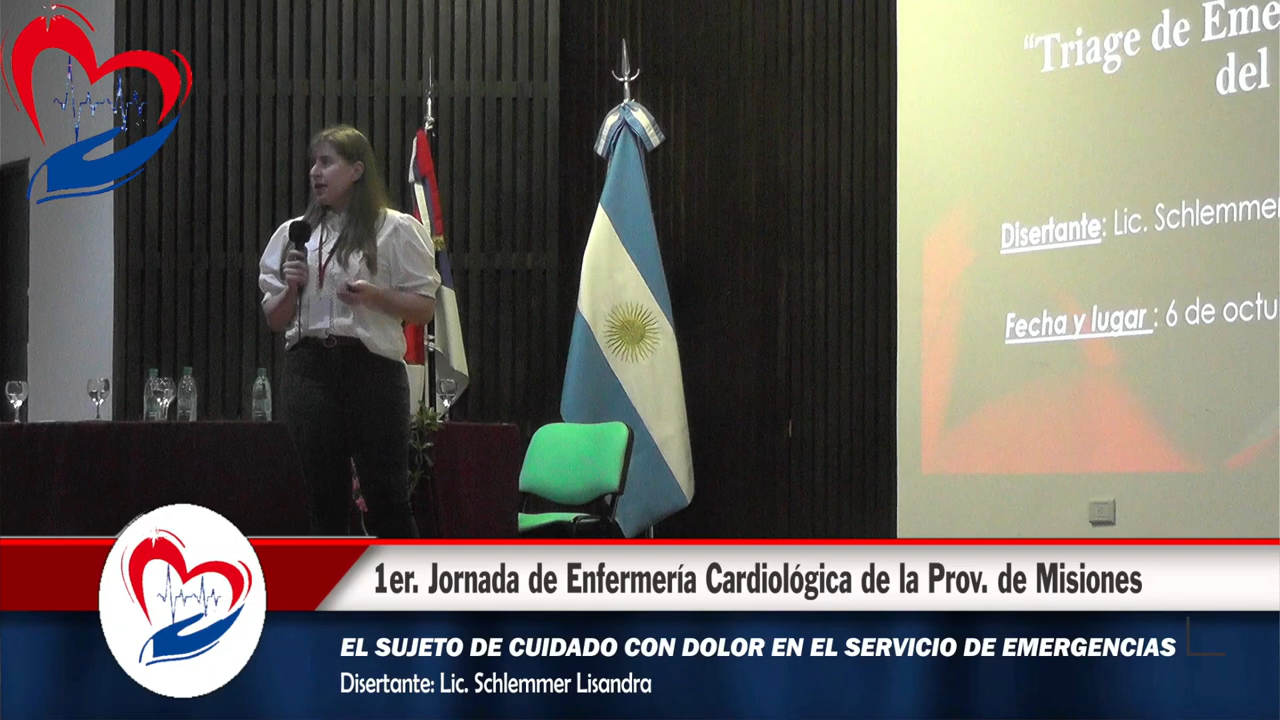 “Triage de Eme
del
Disertante: Lic. Schlemmer
Fecha y lugar : 6 de octu
1er. Jornada de Enfermería Cardiológica de la Prov. de Misiones
EL SUJETO DE CUIDADO CON DOLOR EN EL SERVICIO DE EMERGENCIAS
Disertante: Lic. Schlemmer Lisandra